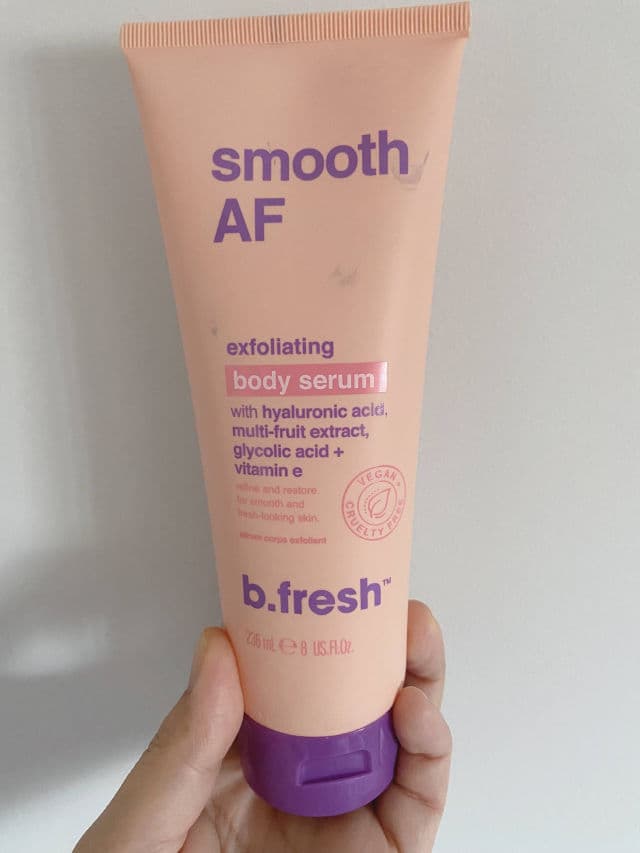 smooth
AF
exfoliating
body serum
with hyaluronic acid,
multi-fruit extract,
glycolic acid +
vitamin e
refine and restore
for smooth and
fresh-looking skin.
sérum corps exfoliant
VEGAN +
CRUELTY FREE
b.fresh™
236 mL ℮ 8 US.Fl.Oz.